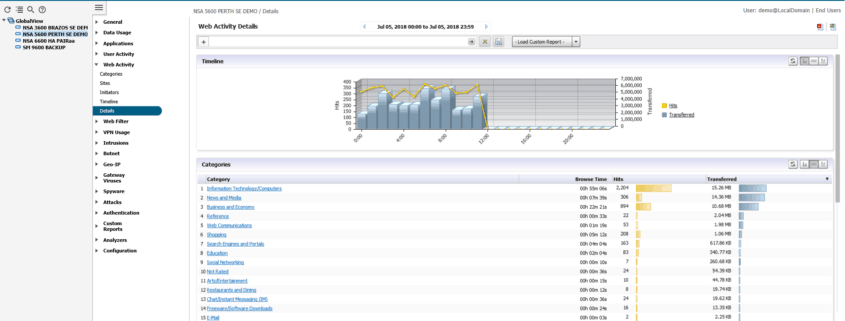 NSA 5600 PERTH SE DEMO / Details
User: demo@LocalDomain | End Users
GlobalView
NSA 3600 BRAZOS SE DEMO
NSA 5600 PERTH SE DEMO
NSA 6600 HA PAIRaa
SM 9600 BACKUP
General
Data Usage
Applications
User Activity
Web Activity
Categories
Sites
Initiators
Timeline
Details
Web Filter
VPN Usage
Intrusions
Botnet
Geo-IP
Gateway
Viruses
Spyware
Attacks
Authentication
Custom
Reports
Analyzers
Configuration
Web Activity Details
Jul 05, 2018 00:00 to Jul 05, 2018 23:59
- Load Custom Report -
Timeline
Hits
400
350
300
250
200
150
100
50
0
7,000,000
6,000,000
5,000,000
4,000,000
3,000,000
2,000,000
1,000,000
0
Transferred
0:00
4:00
8:00
12:00
16:00
20:00
Hits
Transferred
Categories
Category Browse Time Hits Transferred
1 Information Technology/Computers 00h 55m 06s 2,204 15.26 MB
2 News and Media 00h 07m 39s 306 14.36 MB
3 Business and Economy 00h 22m 21s 894 10.68 MB
4 Reference 00h 00m 33s 22 2.04 MB
5 Web Communications 00h 01m 19s 53 1.98 MB
6 Shopping 00h 05m 12s 208 1.06 MB
7 Search Engines and Portals 00h 04m 04s 163 617.86 KB
8 Education 00h 02m 04s 83 340.77 KB
9 Social Networking 00h 00m 10s 7 260.68 KB
10 Not Rated 00h 00m 36s 24 54.39 KB
11 Arts/Entertainment 00h 00m 15s 10 44.78 KB
12 Restaurants and Dining 00h 00m 12s 8 19.74 KB
13 Chat/Instant Messaging (IM) 00h 00m 36s 24 19.62 KB
14 Freeware/Software Downloads 00h 00m 24s 16 13.35 KB
15 E-Mail 00h 00m 03s 2 2.25 KB